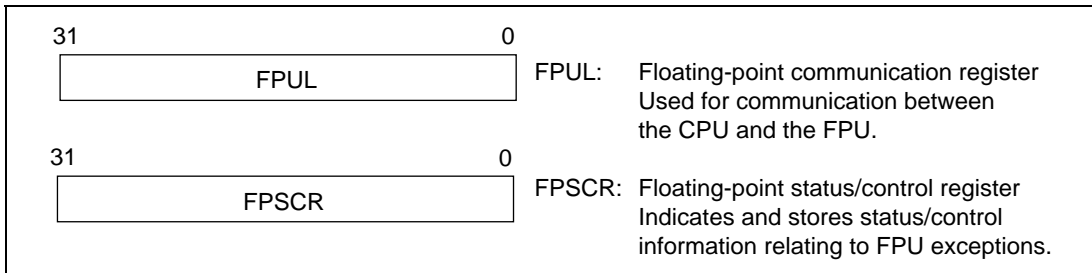 31 0
FPUL
FPUL: Floating-point communication register
Used for communication between
the CPU and the FPU.
31 0
FPSCR
FPSCR: Floating-point status/control register
Indicates and stores status/control
information relating to FPU exceptions.